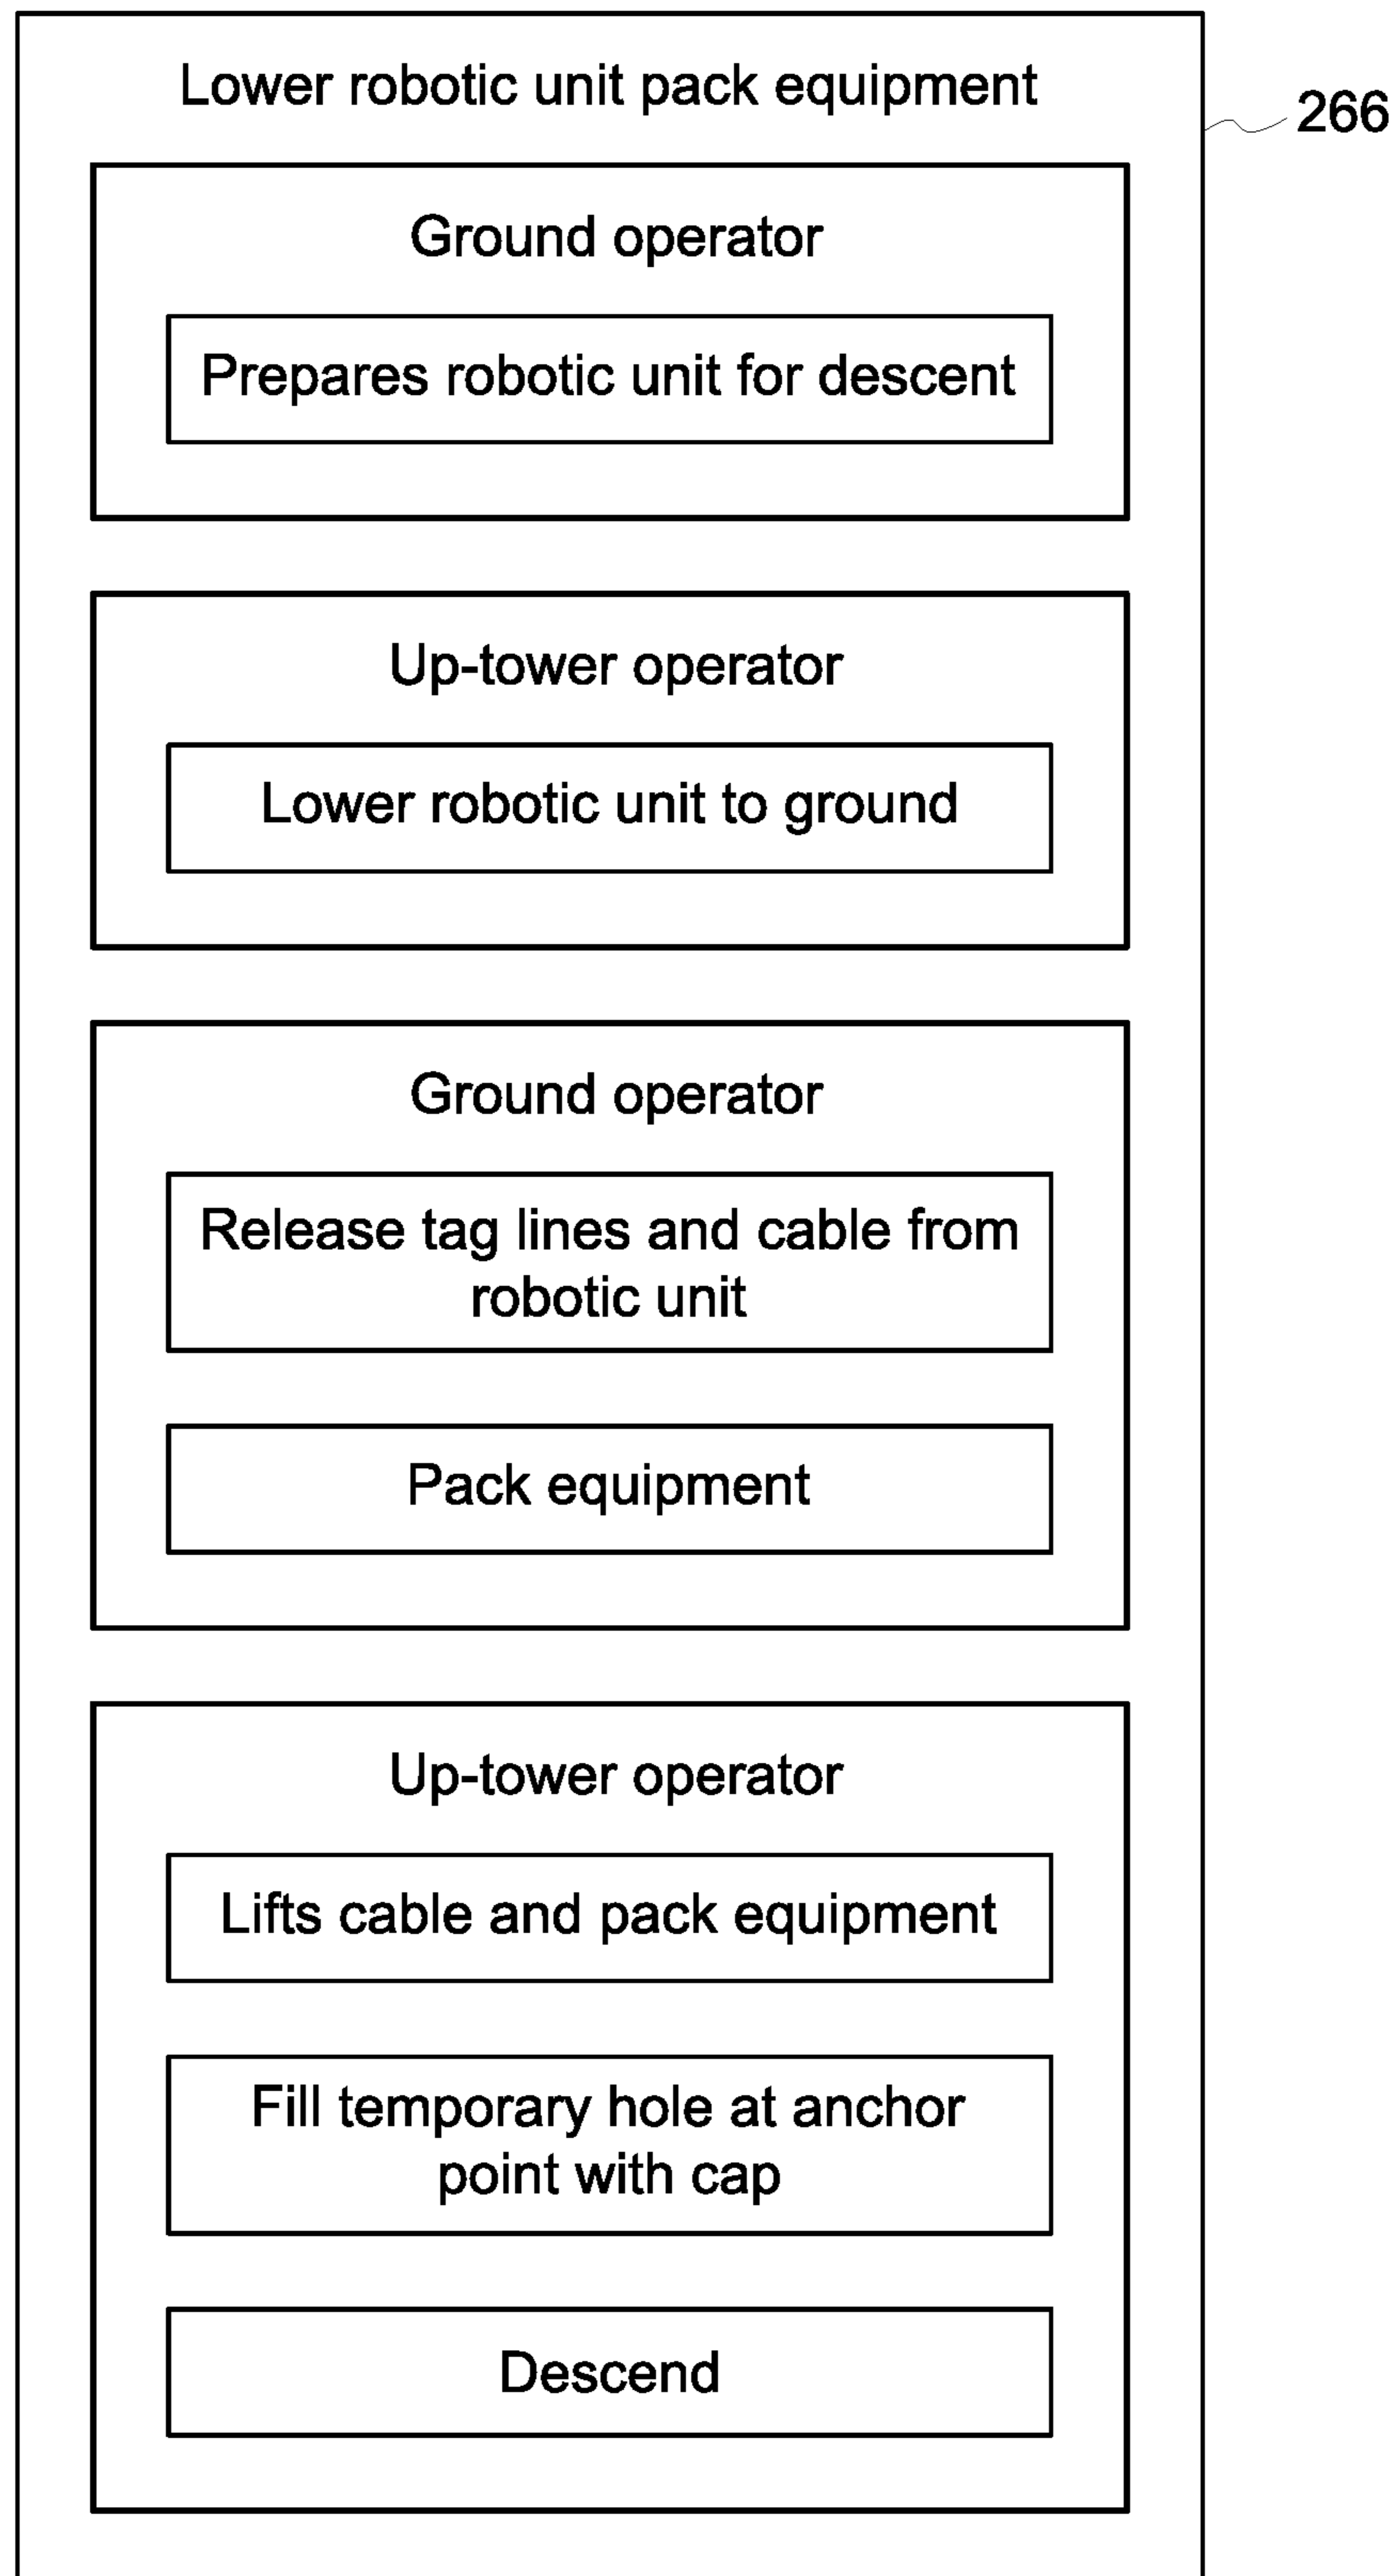 Lower robotic unit pack equipment
266
Ground operator
Prepares robotic unit for descent
Up-tower operator
Lower robotic unit to ground
Ground operator
Release tag lines and cable from
robotic unit
Pack equipment
Up-tower operator
Lifts cable and pack equipment
Fill temporary hole at anchor
point with cap
Descend